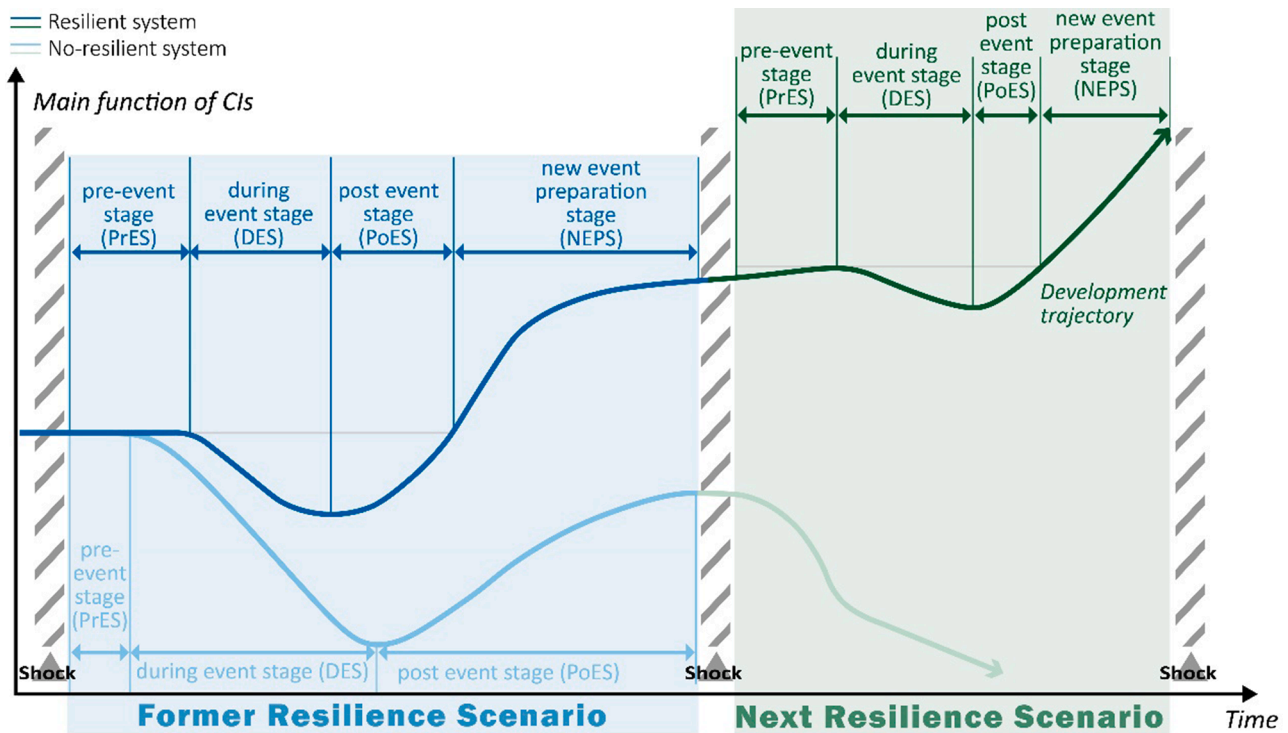 Resilient system
No-resilient system
Main function of CIs
pre-event
stage
(PrES)
during
event stage
(DES)
post event
stage
(PoES)
new event
preparation
stage
(NEPS)
pre-event
stage
(PrES)
during
event stage
(DES)
post
event
stage
(PoES)
new event
preparation
stage
(NEPS)
Development
trajectory
pre-
event
stage
(PrES)
during event stage (DES)
post event stage (PoES)
Shock
Shock
Shock
Former Resilience Scenario
Next Resilience Scenario
Time